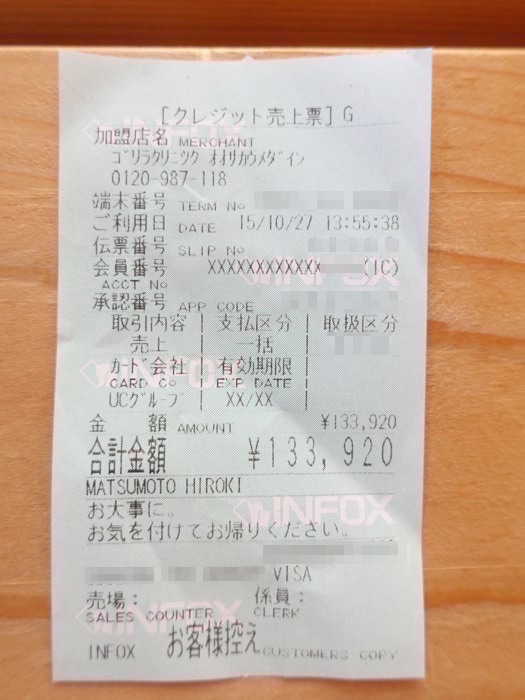 [クレジット売上票]G
加盟店名 MERCHANT
ゴリラクリニツク オオサカウメダイン
0120-987-118
端末番号 TERM No
ご利用日 DATE 15/10/27 13:55:38
伝票番号 SLIP No
会員番号 XXXXXXXXXXXX (IC)
ACCT No
承認番号 APP CODE
取引内容 | 支払区分 | 取扱区分
売上 | 一括 |
カード会社 | 有効期限 |
CARD CO | EXP DATE |
UCグループ | XX/XX |
金 額 AMOUNT ¥133,920
合計金額 ¥133,920
MATSUMOTO HIROKI
お大事に。
お気を付けてお帰りください。
VISA
売場: 係員:
SALES COUNTER CLERK
INFOX お客様控え CUSTOMERS COPY